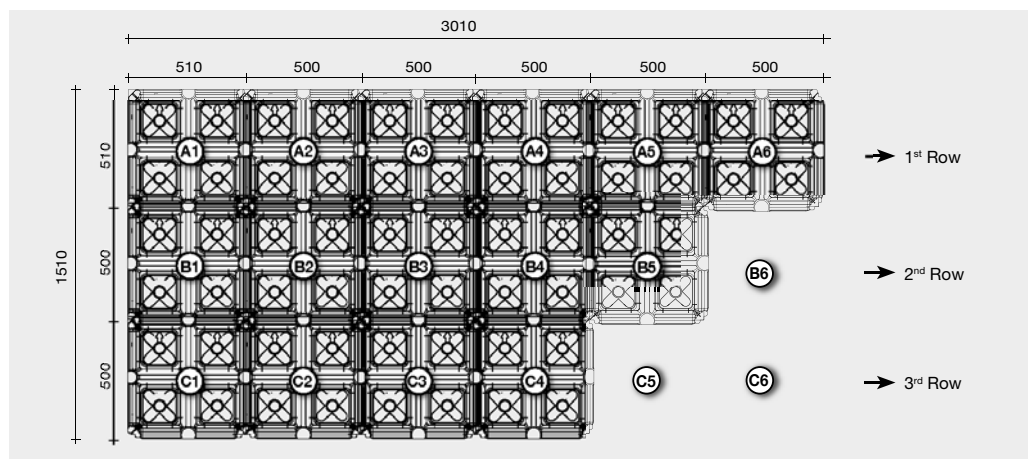 3010
510 500 500 500 500 500
510 A1 A2 A3 A4 A5 A6 1st Row
1510
500 B1 B2 B3 B4 B5 B6 2nd Row
500 C1 C2 C3 C4 C5 C6 3rd Row